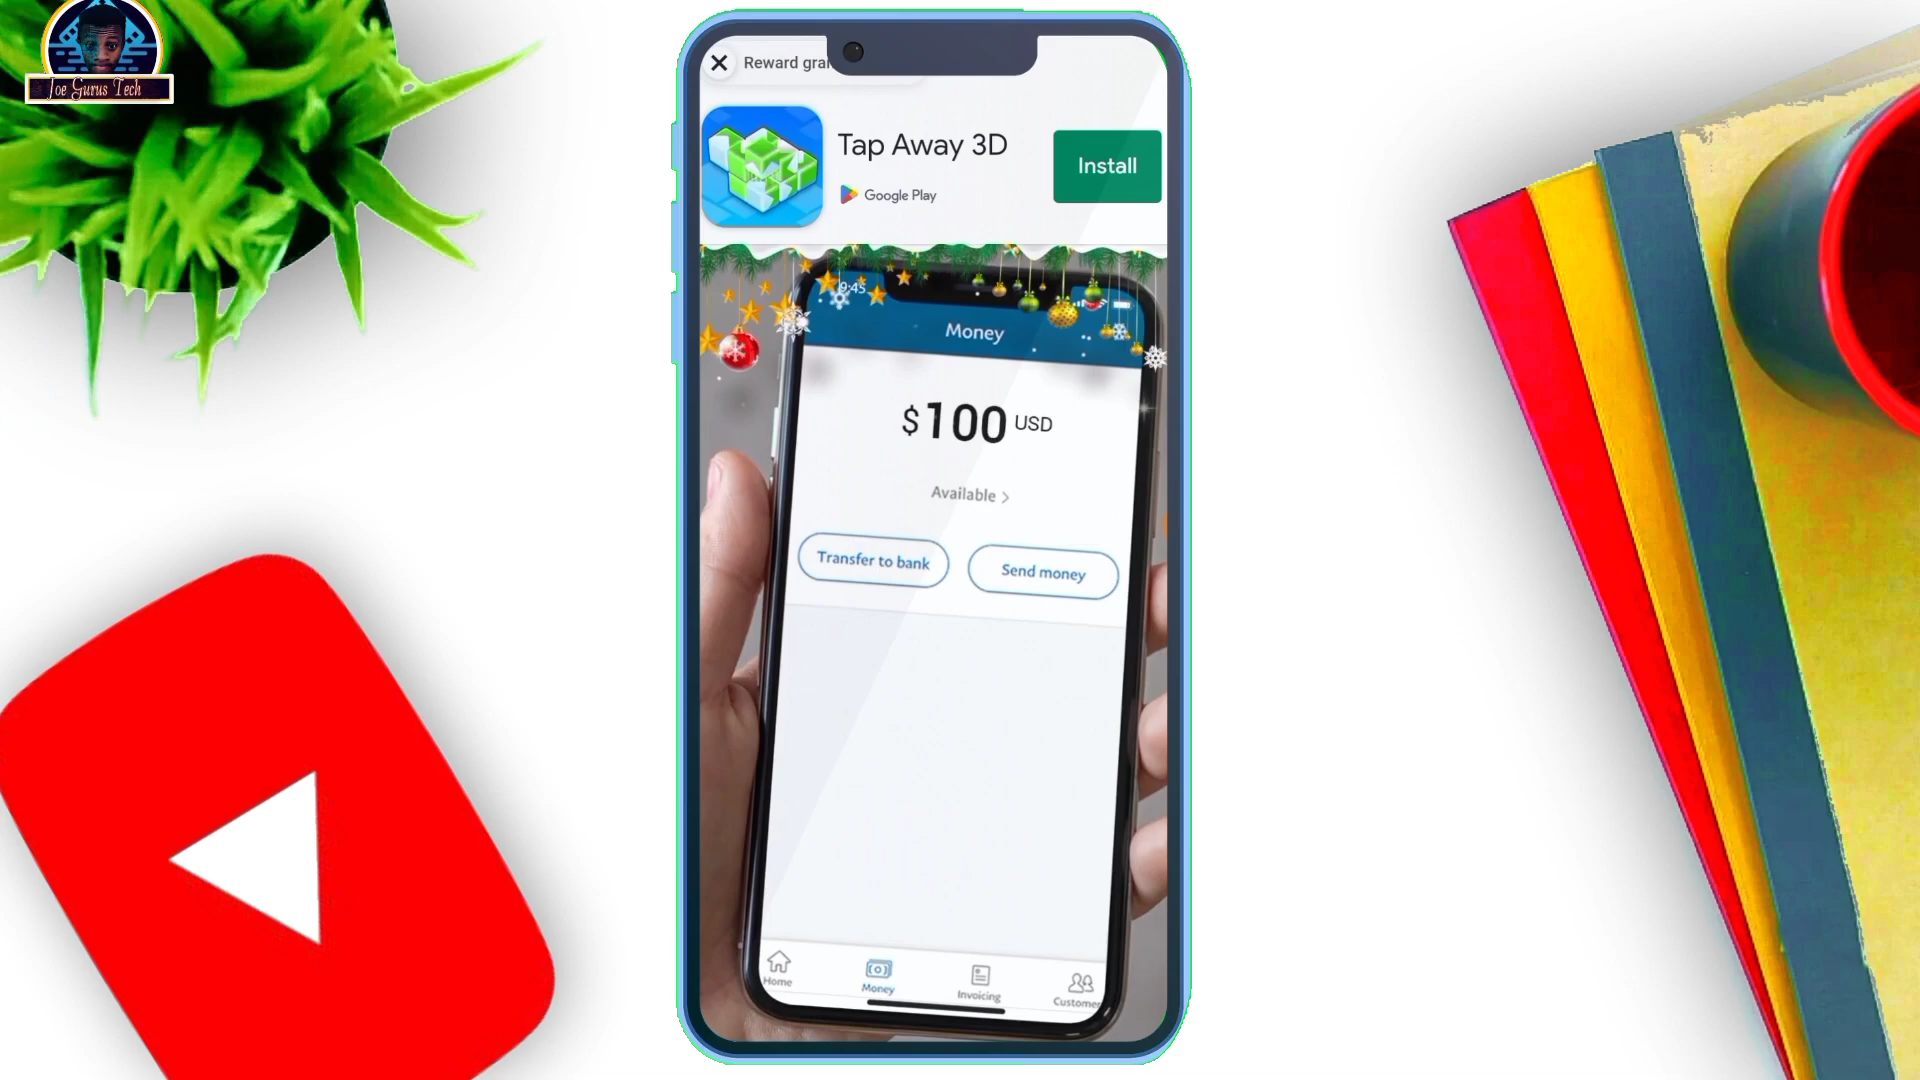 Joe Gurus Tech
Reward gran
Tap Away 3D
Google Play
Install
9:45
Money
$100 USD
Available >
Transfer to bank
Send money
Home
Money
Invoicing
Customer